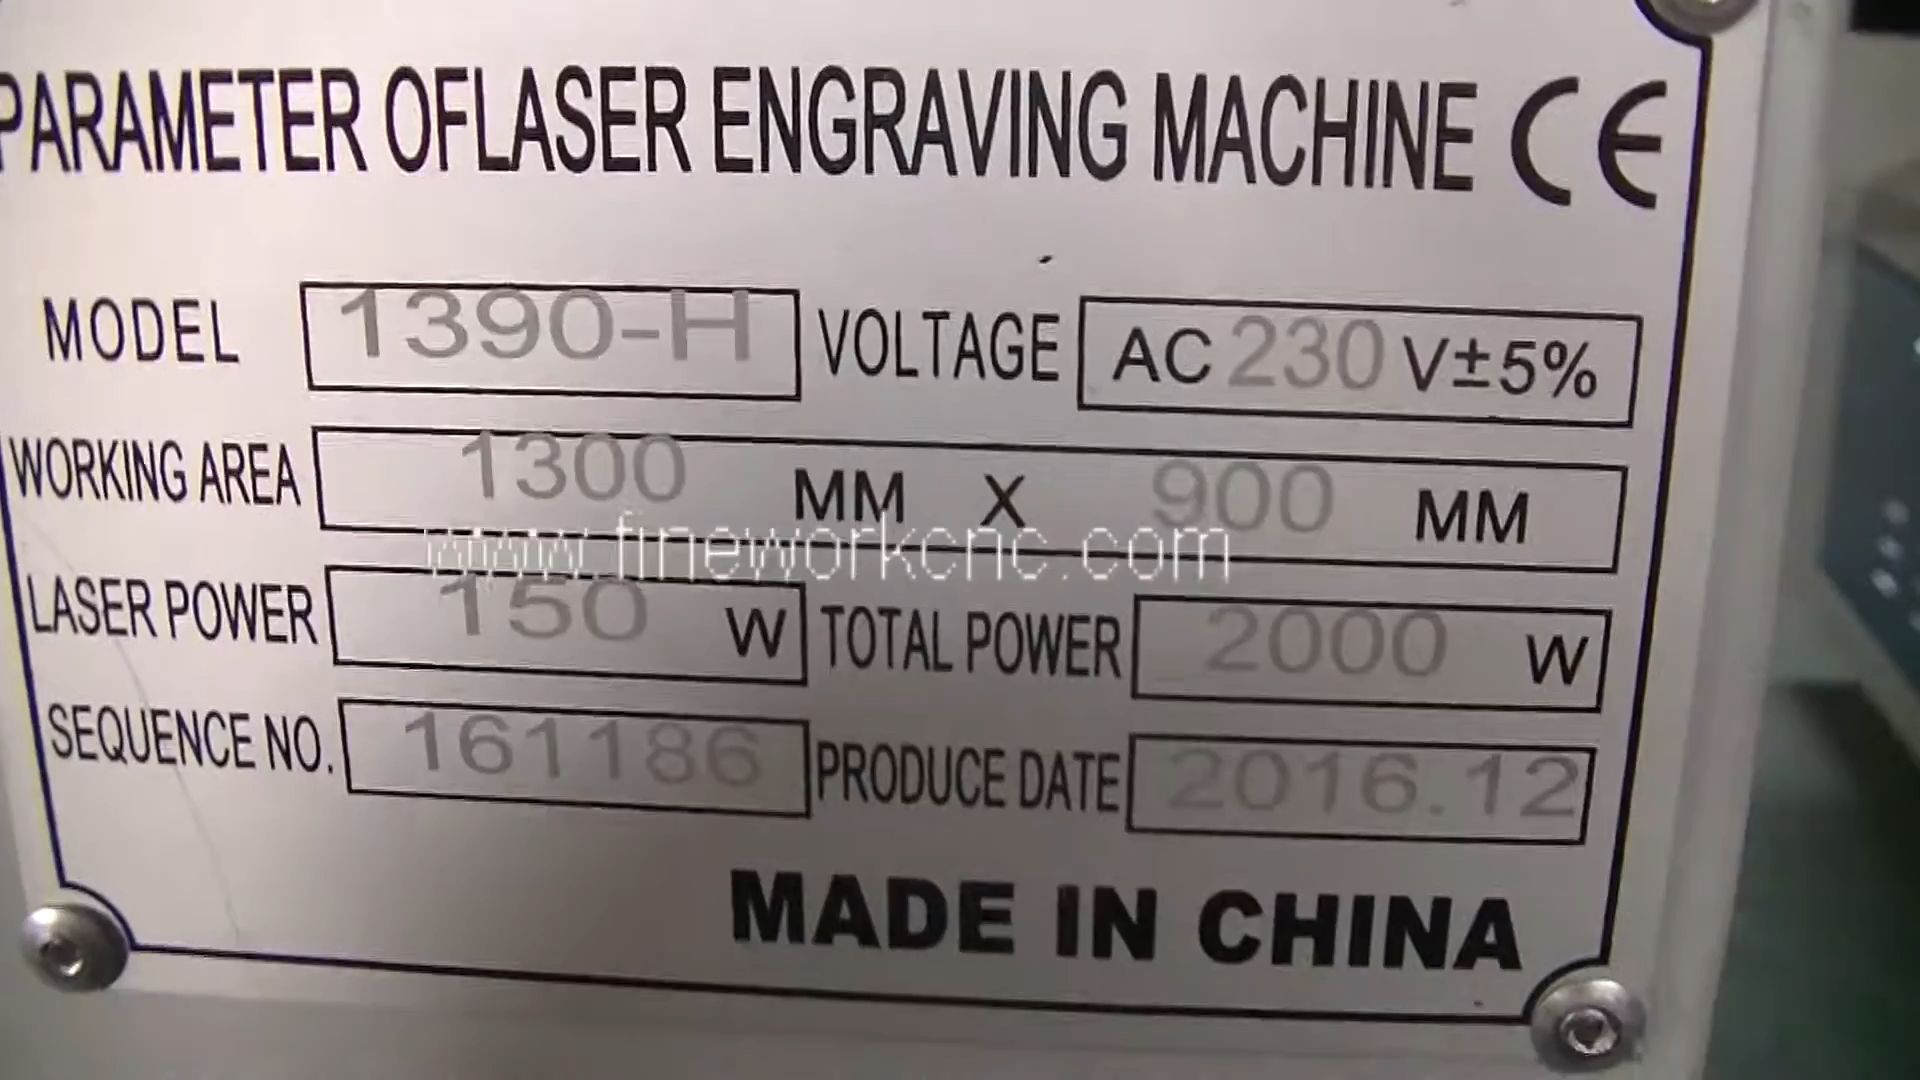 PARAMETER OFLASER ENGRAVING MACHINE CE
MODEL 1390-H VOLTAGE AC 230 V±5%
WORKING AREA 1300 MM X 900 MM
www.fineworkcnc.com
LASER POWER 150 W TOTAL POWER 2000 W
SEQUENCE NO. 161186 PRODUCE DATE 2016.12
MADE IN CHINA